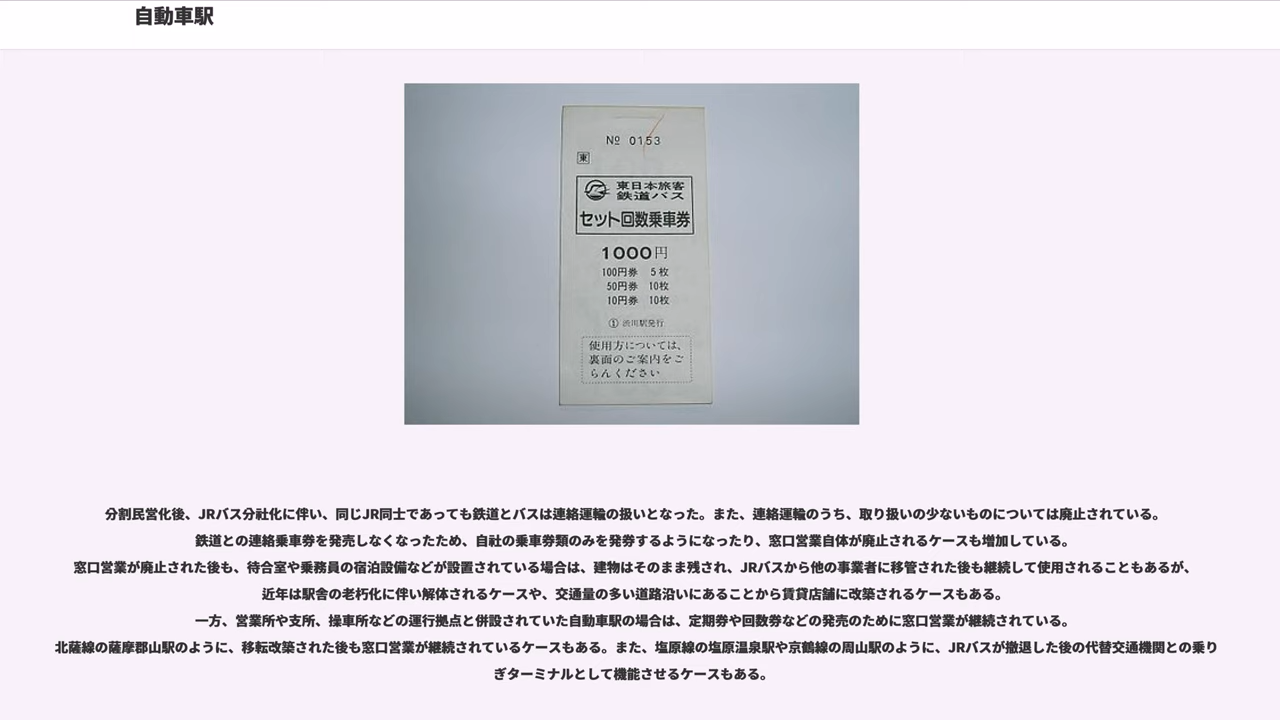 自動車駅
№ 0153
東
東日本旅客
鉄道バス
セット回数乗車券
1000円
100円券 5枚
50円券 10枚
10円券 10枚
① 渋川駅発行
使用方については、
裏面のご案内をご
らんください
分割民営化後、JRバス分社化に伴い、同じJR同士であっても鉄道とバスは連絡運輸の扱いとなった。また、連絡運輸のうち、取り扱いの少ないものについては廃止されている。
鉄道との連絡乗車券を発売しなくなったため、自社の乗車券類のみを発券するようになったり、窓口営業自体が廃止されるケースも増加している。
窓口営業が廃止された後も、待合室や乗務員の宿泊設備などが設置されている場合は、建物はそのまま残され、JRバスから他の事業者に移管された後も継続して使用されることもあるが、
近年は駅舎の老朽化に伴い解体されるケースや、交通量の多い道路沿いにあることから賃貸店舗に改築されるケースもある。
一方、営業所や支所、操車所などの運行拠点と併設されていた自動車駅の場合は、定期券や回数券などの発売のために窓口営業が継続されている。
北薩線の薩摩郡山駅のように、移転改築された後も窓口営業が継続されているケースもある。また、塩原線の塩原温泉駅や京鶴線の周山駅のように、JRバスが撤退した後の代替交通機関との乗り
ぎターミナルとして機能させるケースもある。